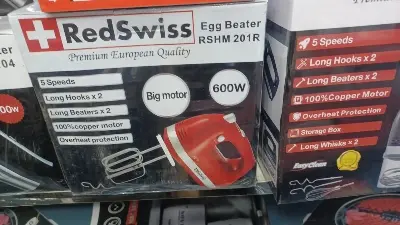 RedSwiss
Egg Beater
RSHM 201R
Premium European Quality
5 Speeds
Long Hooks x 2
Long Beaters x 2
100%copper motor
Overheat protection
Big motor
600W
5 Speeds
Long Hooks x 2
Long Beaters x 2
100%Copper Motor
Overheat Protection
Storage Box
Long Whisks x 2
EasyClean
04
00w